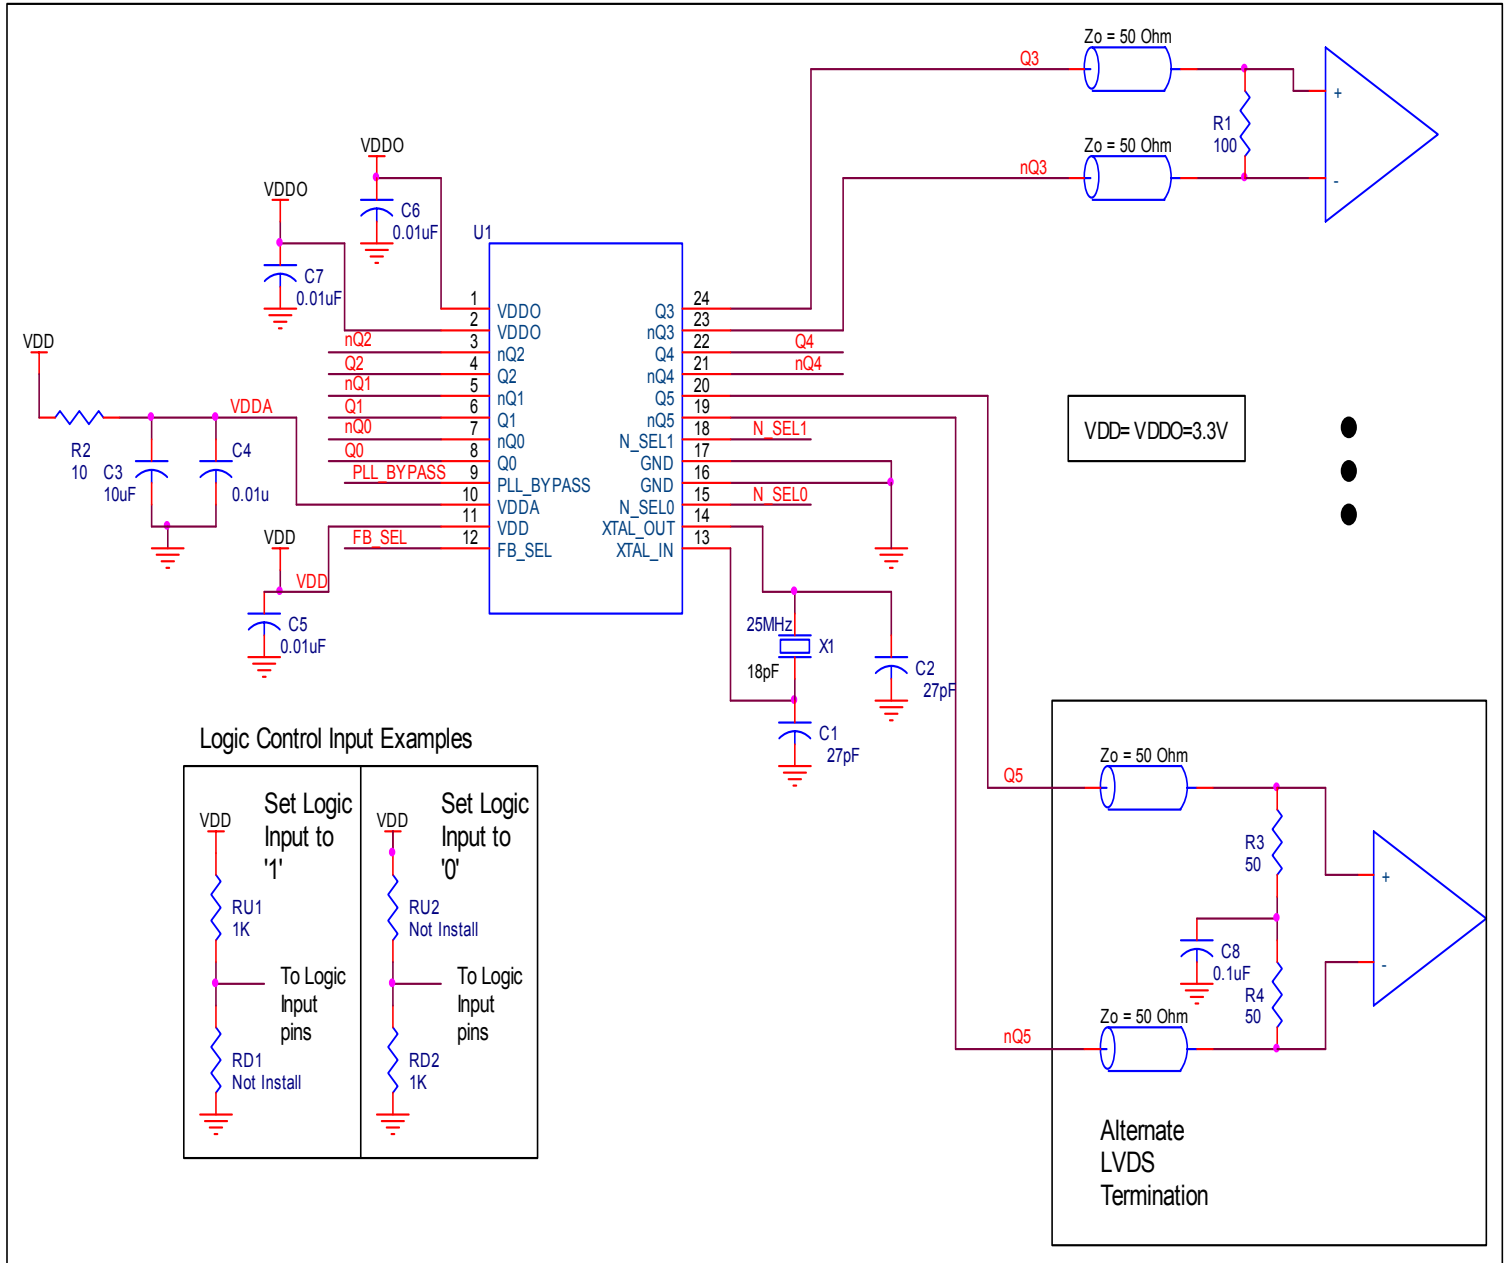 Zo = 50 Ohm
Q3
+
R1
100
Zo = 50 Ohm
nQ3
-
VDDO
VDDO
C6
0.01uF
C7
0.01uF
U1
1 VDDO
2 VDDO
nQ2 3 nQ2
Q2 4 Q2
nQ1 5 nQ1
Q1 6 Q1
nQ0 7 nQ0
Q0 8 Q0
PLL_BYPASS 9 PLL_BYPASS
10 VDDA
11 VDD
FB_SEL 12 FB_SEL
Q3 24
nQ3 23
Q4 22 Q4
nQ4 21 nQ4
Q5 20
nQ5 19
N_SEL1 18 N_SEL1
GND 17
GND 16
N_SEL0 15 N_SEL0
XTAL_OUT 14
XTAL_IN 13
VDD
VDDA
R2
10
C3
10uF
C4
0.01u
VDD
VDD
C5
0.01uF
VDD= VDDO=3.3V
25MHz
X1
18pF
C2
27pF
C1
27pF
Logic Control Input Examples
VDD
Set Logic
Input to
'1'
RU1
1K
To Logic
Input
pins
RD1
Not Install
VDD
Set Logic
Input to
'0'
RU2
Not Install
To Logic
Input
pins
RD2
1K
Q5
Zo = 50 Ohm
R3
50
+
C8
0.1uF
-
R4
50
nQ5
Zo = 50 Ohm
Alternate
LVDS
Termination